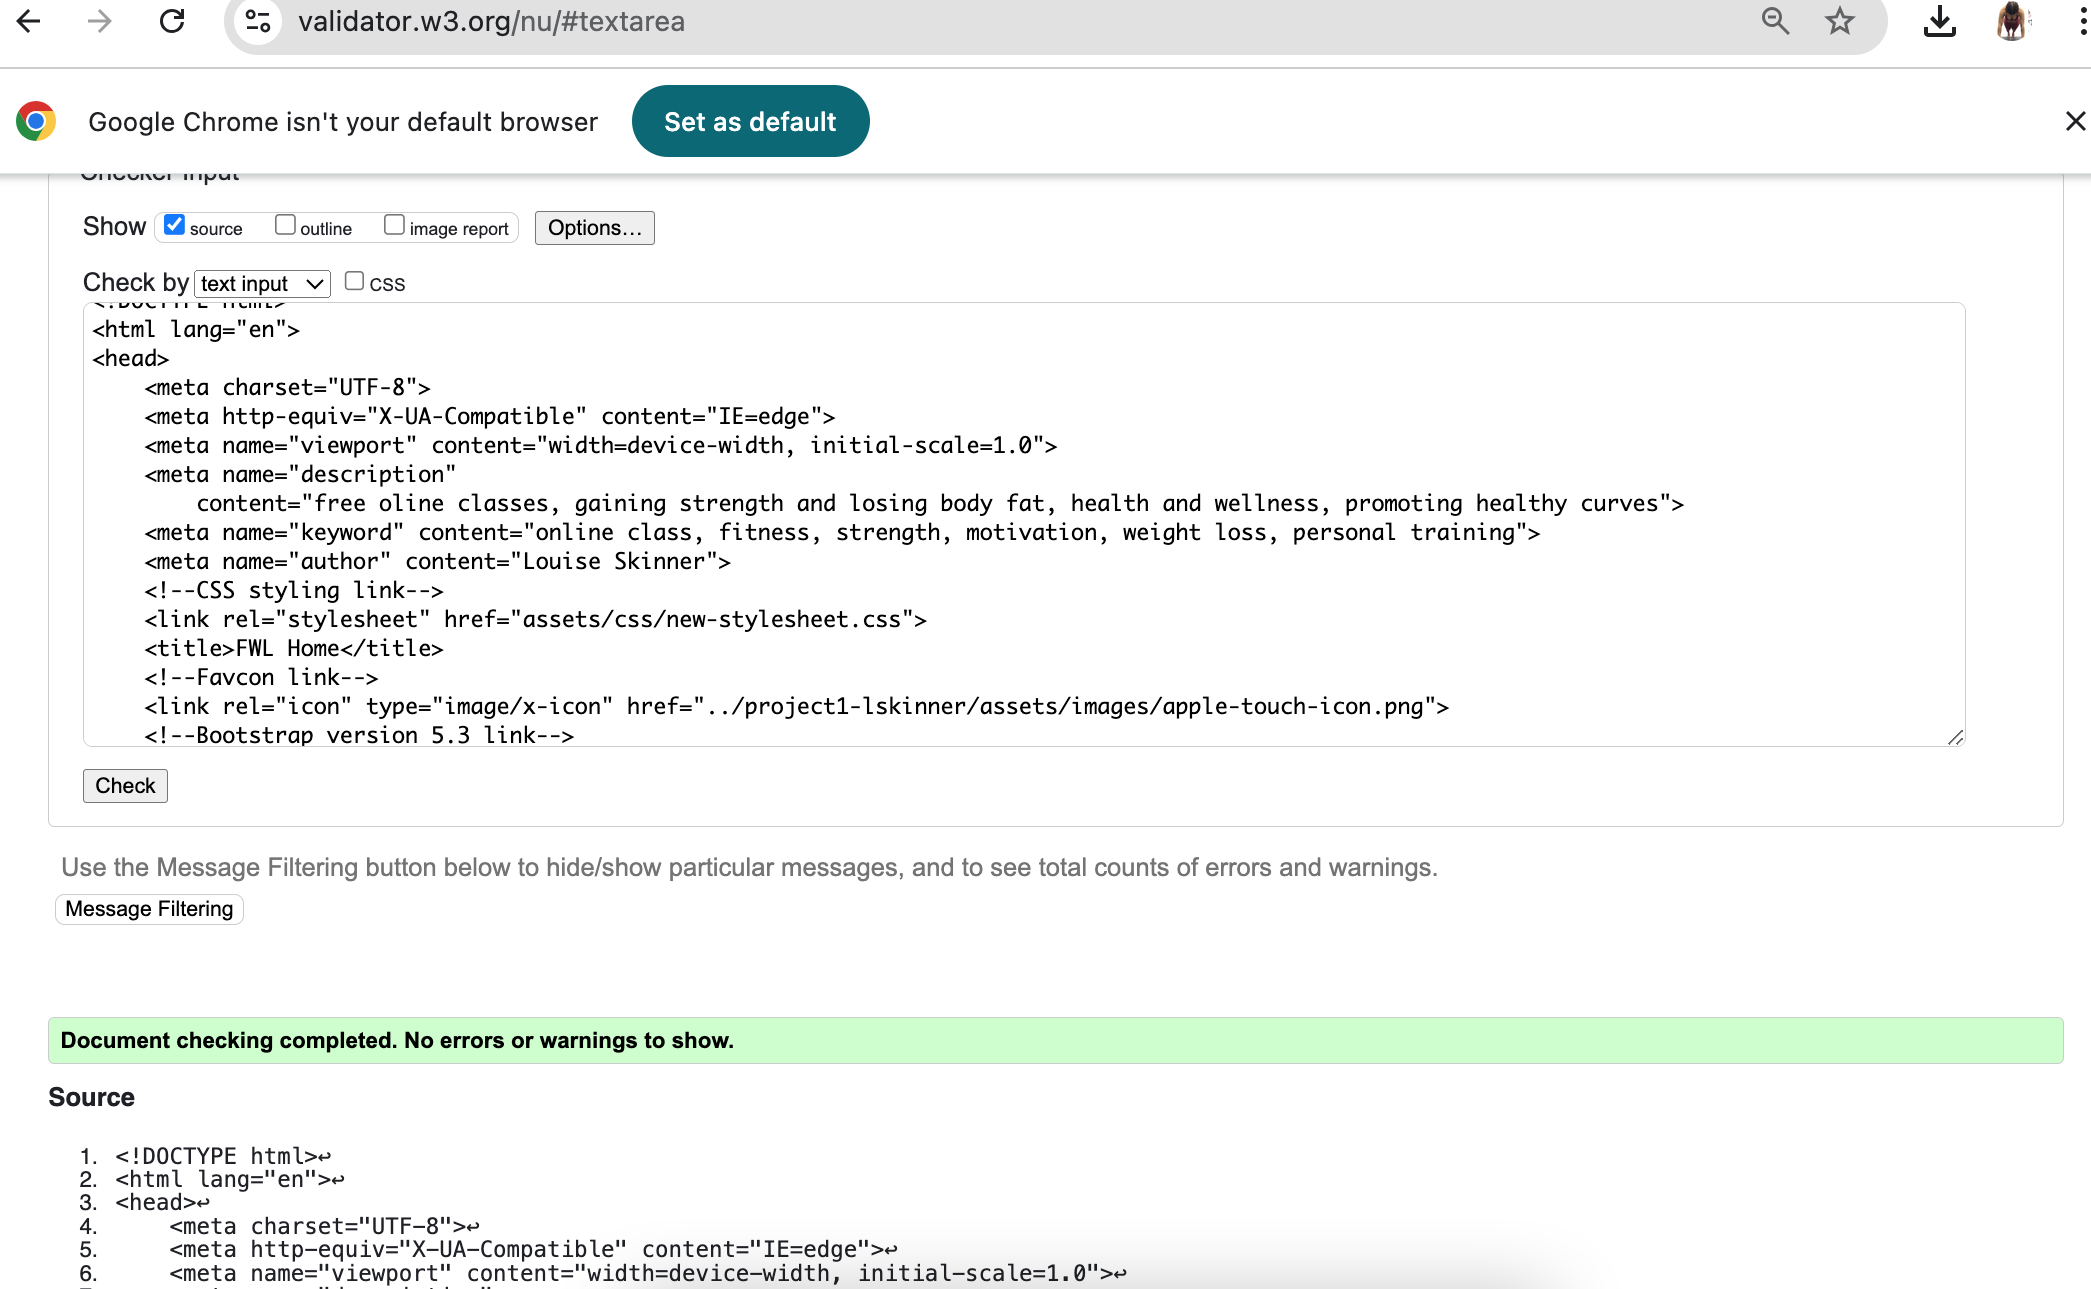 validator.w3.org/nu/#textarea
Google Chrome isn't your default browser
Set as default
Checker Input
Show source outline image report Options...
Check by text input CSS
<!DOCTYPE html>
<html lang="en">
<head>
<meta charset="UTF-8">
<meta http-equiv="X-UA-Compatible" content="IE=edge">
<meta name="viewport" content="width=device-width, initial-scale=1.0">
<meta name="description"
content="free oline classes, gaining strength and losing body fat, health and wellness, promoting healthy curves">
<meta name="keyword" content="online class, fitness, strength, motivation, weight loss, personal training">
<meta name="author" content="Louise Skinner">
<!--CSS styling link-->
<link rel="stylesheet" href="assets/css/new-stylesheet.css">
<title>FWL Home</title>
<!--Favcon link-->
<link rel="icon" type="image/x-icon" href="../project1-lskinner/assets/images/apple-touch-icon.png">
<!--Bootstrap version 5.3 link-->
Check
Use the Message Filtering button below to hide/show particular messages, and to see total counts of errors and warnings.
Message Filtering
Document checking completed. No errors or warnings to show.
Source
1. <!DOCTYPE html>↩
2. <html lang="en">↩
3. <head>↩
4. <meta charset="UTF-8">↩
5. <meta http-equiv="X-UA-Compatible" content="IE=edge">↩
6. <meta name="viewport" content="width=device-width, initial-scale=1.0">↩